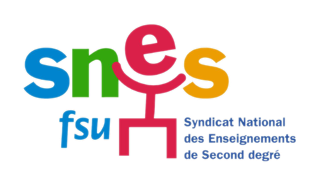 snes
fsu
Syndicat National
des Enseignements
de Second degré